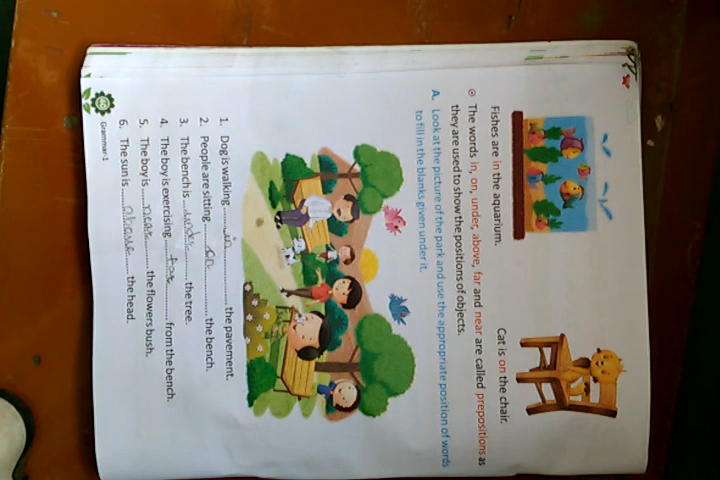 Fishes are in the aquarium.
Cat is on the chair.
The words in, on, under, above, far and near are called prepositions as
they are used to show the positions of objects.
A. Look at the picture of the park and use the appropriate position of words
to fill in the blanks given under it.
1. Dog is walking ......in...... the pavement.
2. People are sitting ......on...... the bench.
3. The bench is ......under...... the tree.
4. The boy is exercising ......far...... from the bench.
5. The boy is ......near...... the flowers bush.
6. The sun is ......above...... the head.
Grammar-1